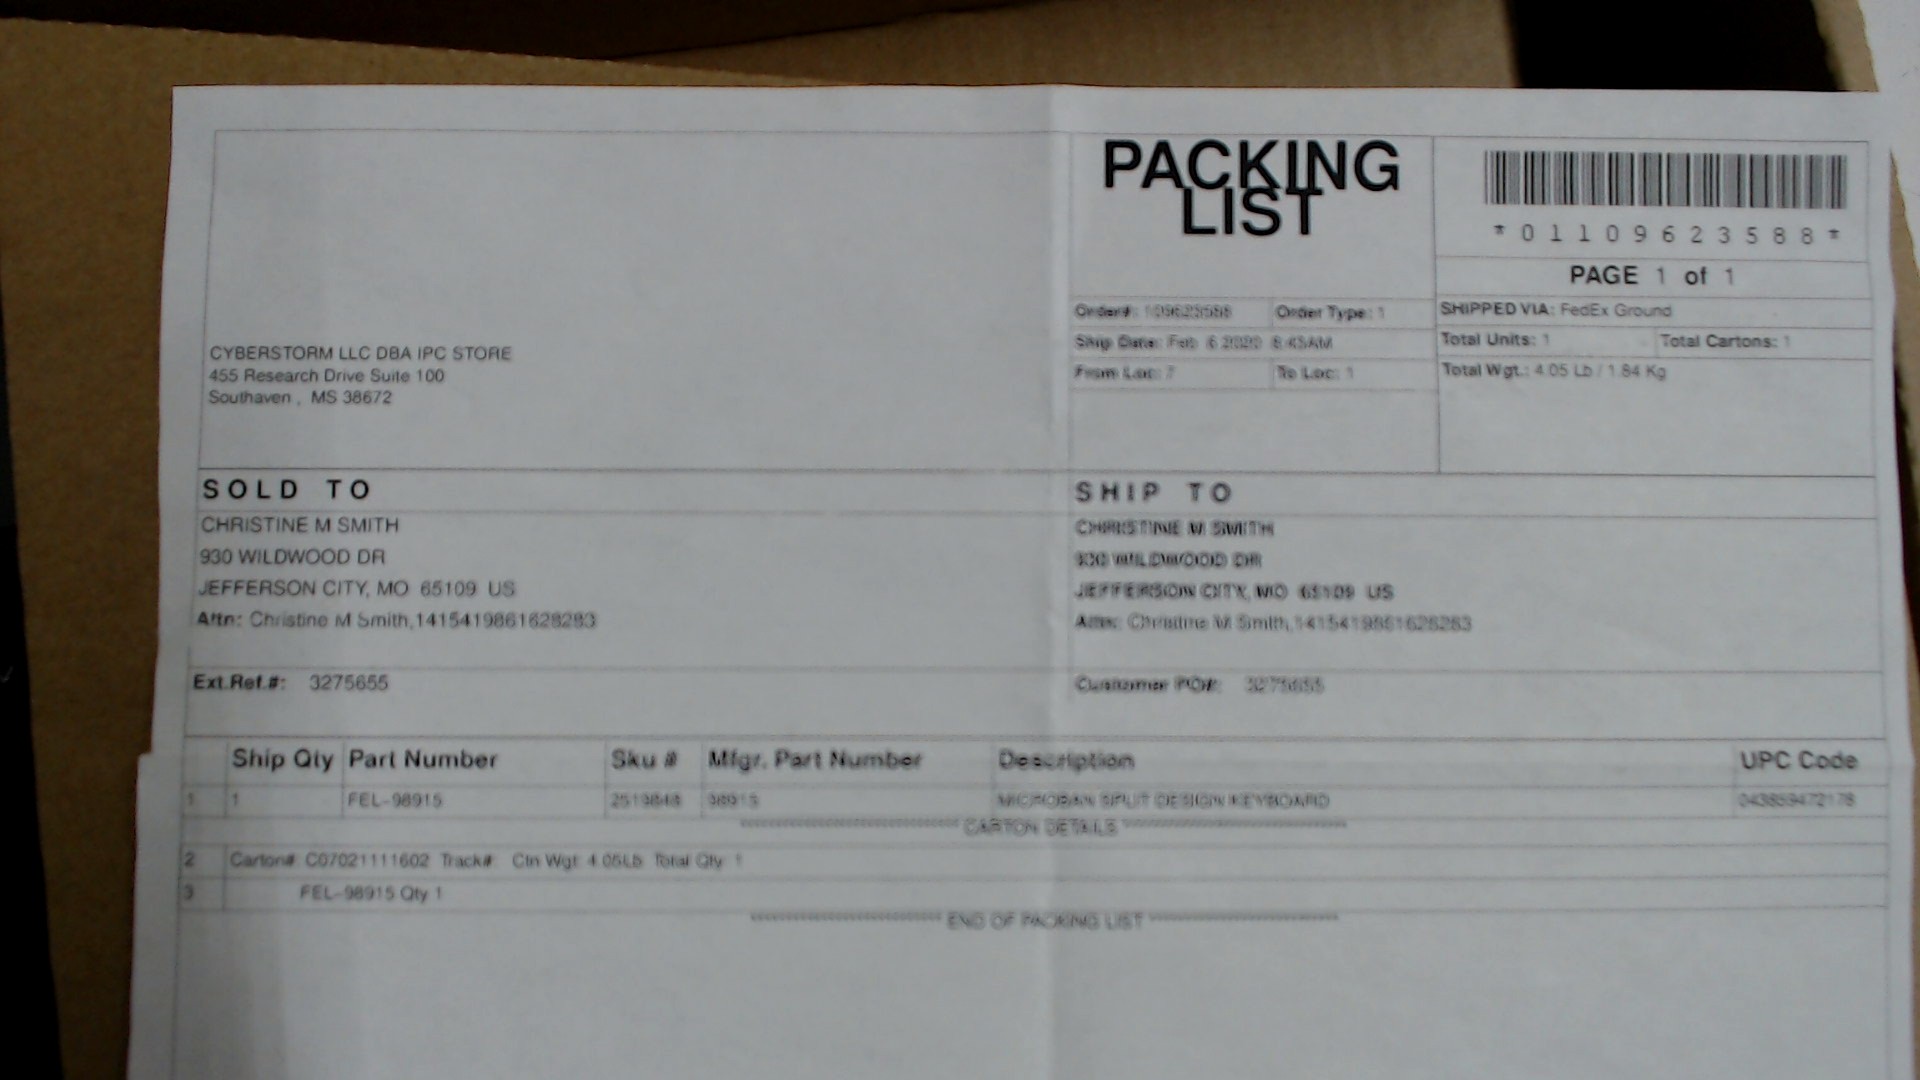 PACKING
LIST
*01109623588*
PAGE 1 of 1
Order#: 109623588 Order Type: 1
SHIPPED VIA: FedEx Ground
Ship Date: Feb 6 2020 8:45AM
Total Units: 1 Total Cartons: 1
From Loc: 7 To Loc: 1
Total Wgt.: 4.05 Lb / 1.84 Kg
CYBERSTORM LLC DBA IPC STORE
455 Research Drive Suite 100
Southaven , MS 38672
SOLD TO
CHRISTINE M SMITH
930 WILDWOOD DR
JEFFERSON CITY, MO 65109 US
Attn: Christine M Smith,1415419861628283
SHIP TO
CHRISTINE M SMITH
930 WILDWOOD DR
JEFFERSON CITY, MO 65109 US
Attn: Christine M Smith,1415419861628283
Ext.Ref.#: 3275655
Customer PO#: 3275655
Ship Qty Part Number Sku # Mfgr. Part Number Description UPC Code
1 1 FEL-98915 98915 MICROBAN SPLIT DESIGN KEYBOARD
CARTON DETAILS
2 Carton#: C07021111602 Track#: Ctn Wgt: 4.05Lb Total Qty: 1
3 FEL-98915 Qty 1
END OF PACKING LIST